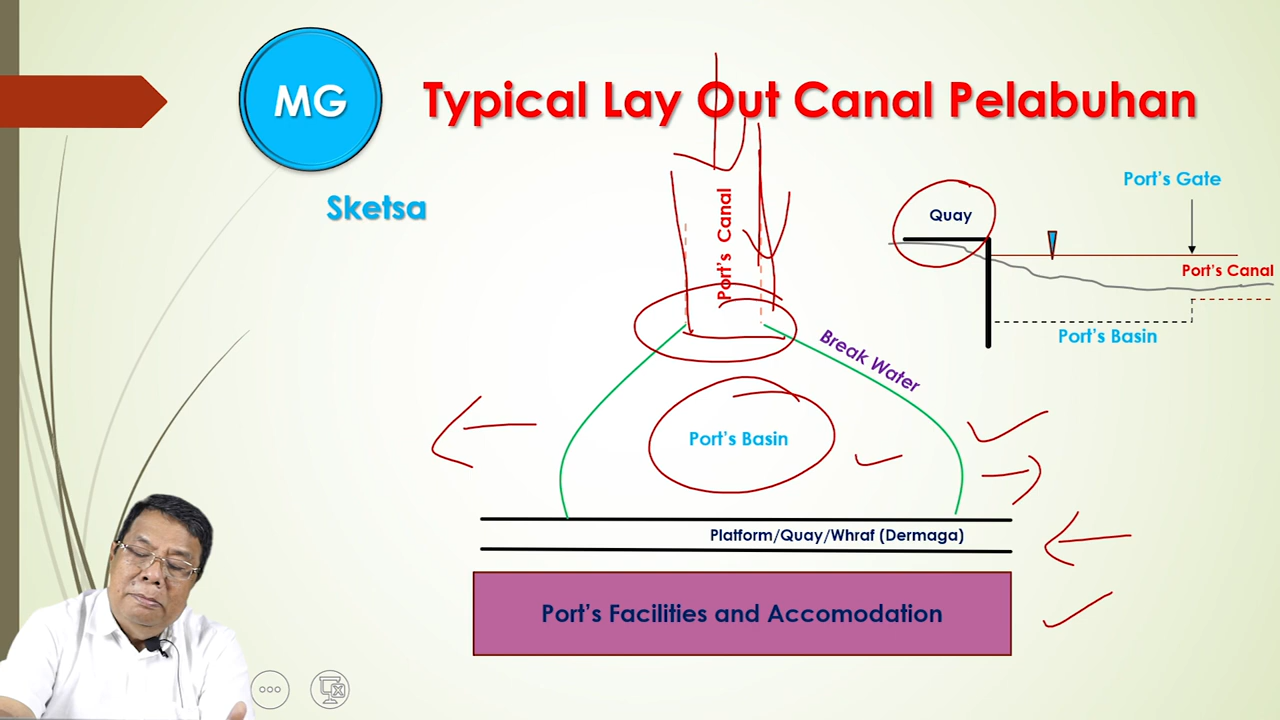 MG
Typical Lay Out Canal Pelabuhan
Sketsa
Port's Canal
Break Water
Port's Basin
Platform/Quay/Whraf (Dermaga)
Port's Facilities and Accomodation
Port's Gate
Quay
Port's Canal
Port's Basin